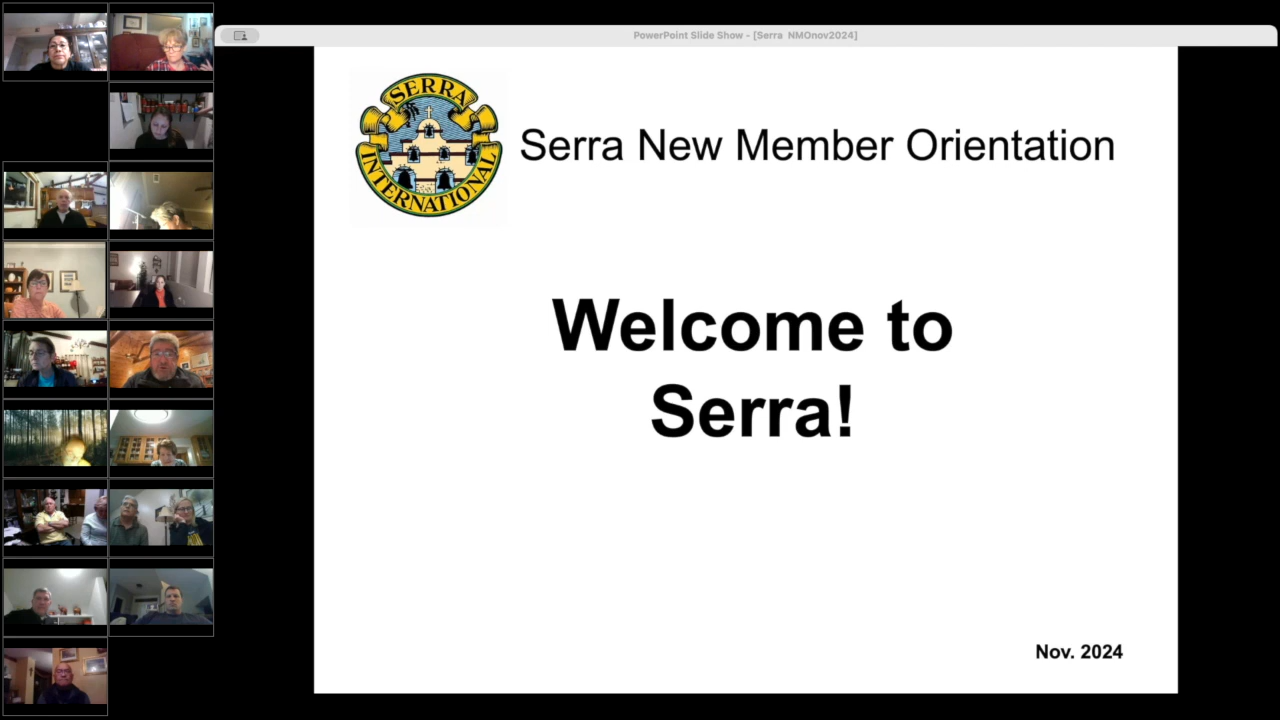 PowerPoint Slide Show - [Serra  NMOnov2024]
SERRA
INTERNATIONAL
Serra New Member Orientation
Welcome to
Serra!
Nov. 2024